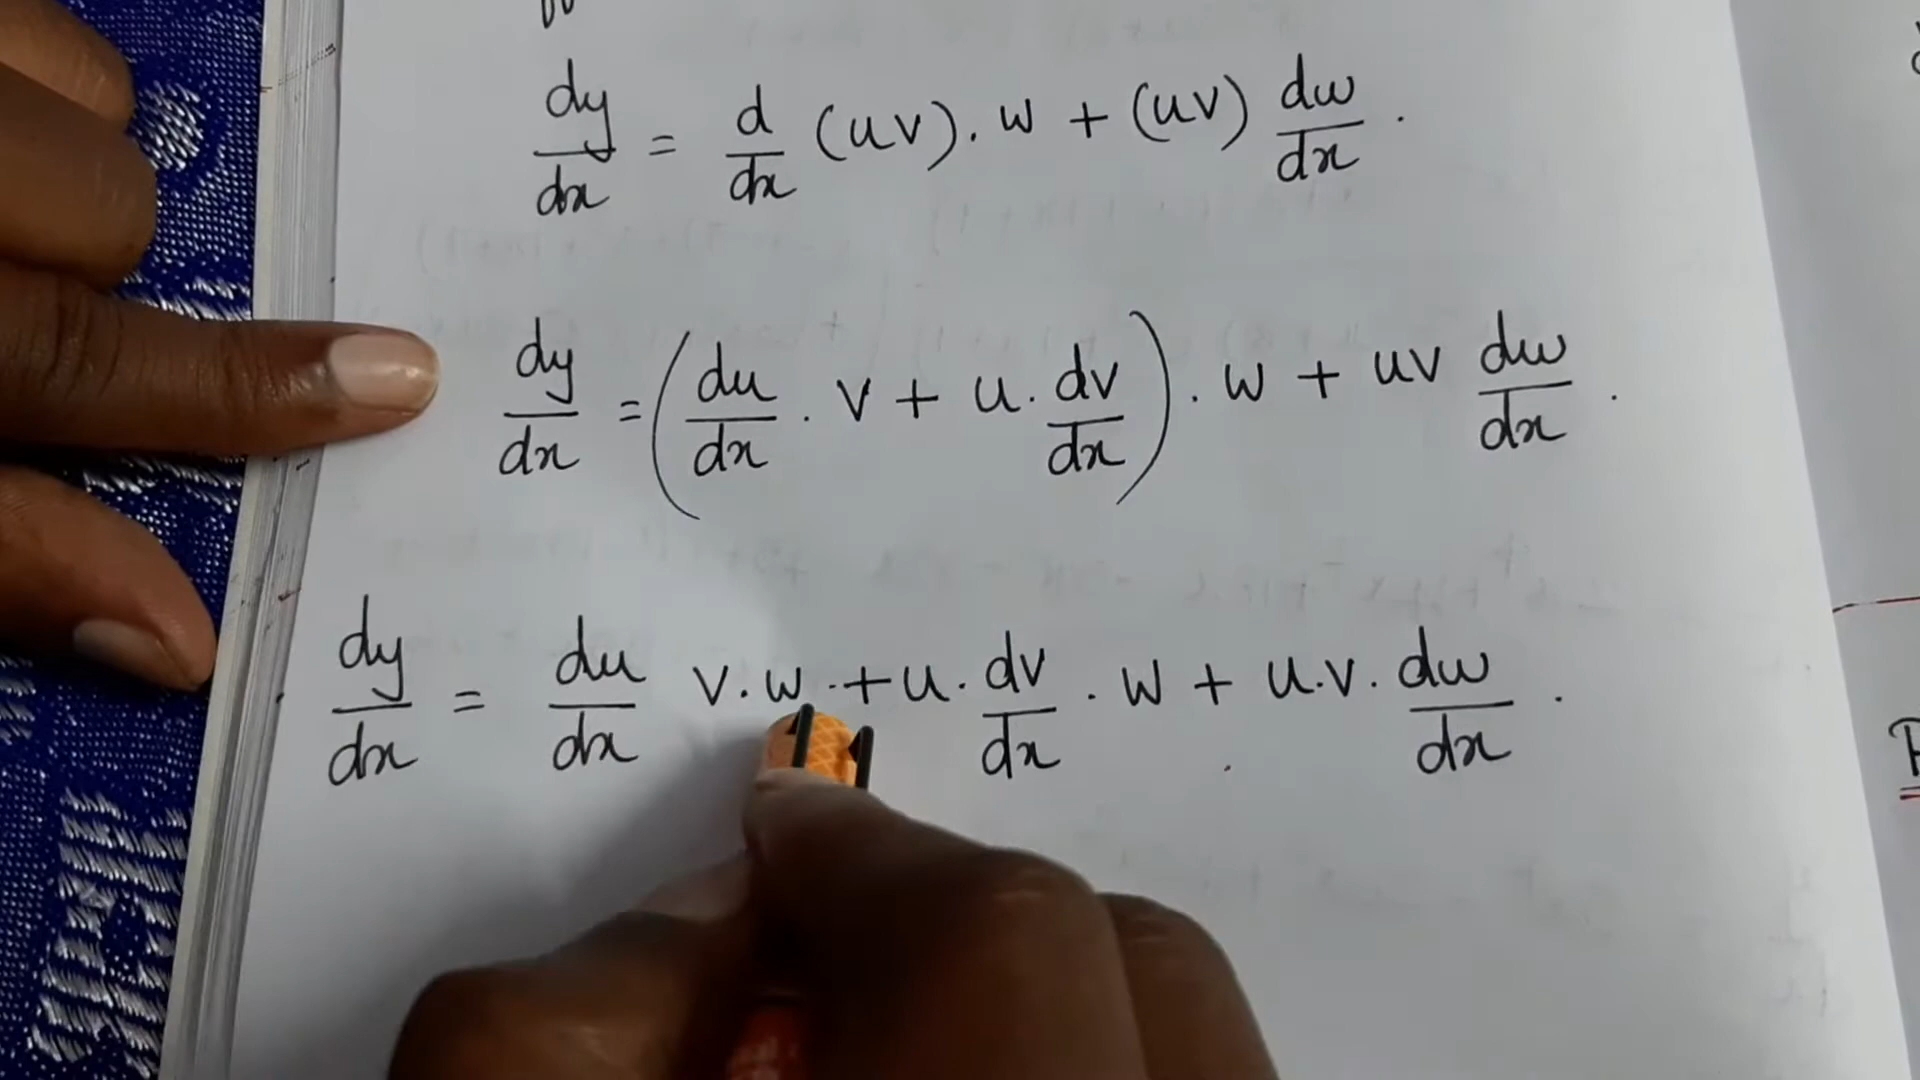 dy/dx = d/dx (uv). w + (uv) dw/dx .
dy/dx = (du/dx . v + u. dv/dx) . w + uv dw/dx .
dy/dx = du/dx v.w. + u. dv/dx . w + u.v. dw/dx .